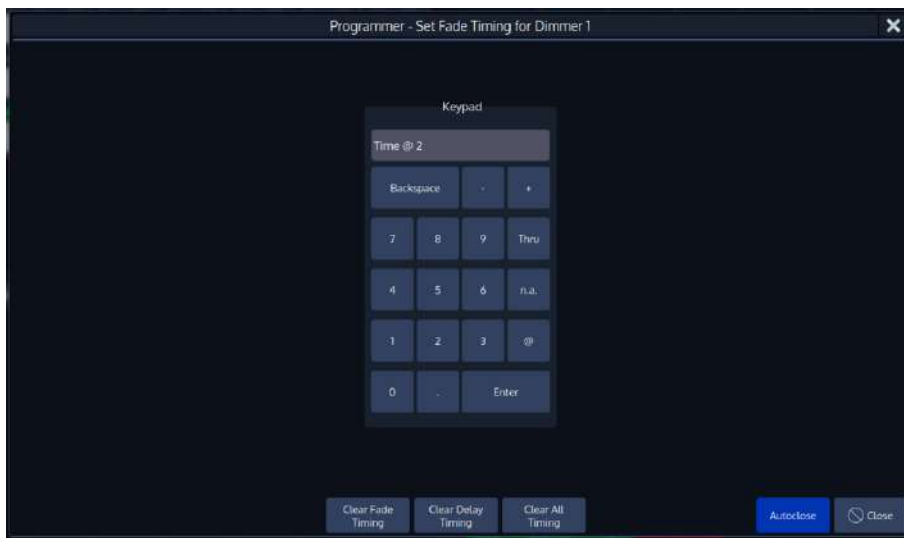 Programmer - Set Fade Timing for Dimmer 1
Keypad
Time @ 2
Backspace - +
7 8 9 Thru
4 5 6 n.a.
1 2 3 @
0 . Enter
Clear Fade Timing
Clear Delay Timing
Clear All Timing
Autoclose
Close